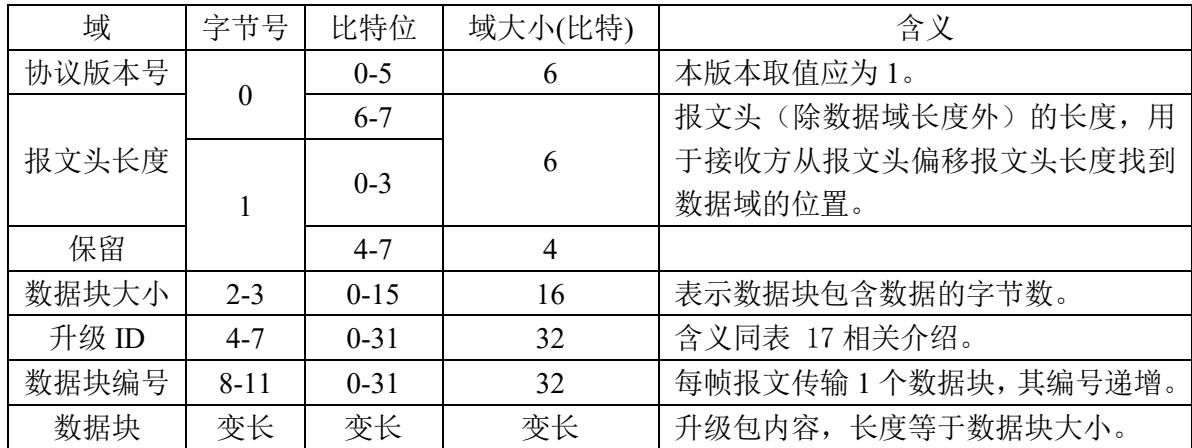 域 字节号 比特位 域大小(比特) 含义
协议版本号 0 0-5 6 本版本取值应为 1。
报文头长度 6-7 6 报文头（除数据域长度外）的长度，用
于接收方从报文头偏移报文头长度找到
1 0-3 数据域的位置。
保留 4-7 4
数据块大小 2-3 0-15 16 表示数据块包含数据的字节数。
升级 ID 4-7 0-31 32 含义同表 17 相关介绍。
数据块编号 8-11 0-31 32 每帧报文传输 1 个数据块，其编号递增。
数据块 变长 变长 变长 升级包内容，长度等于数据块大小。